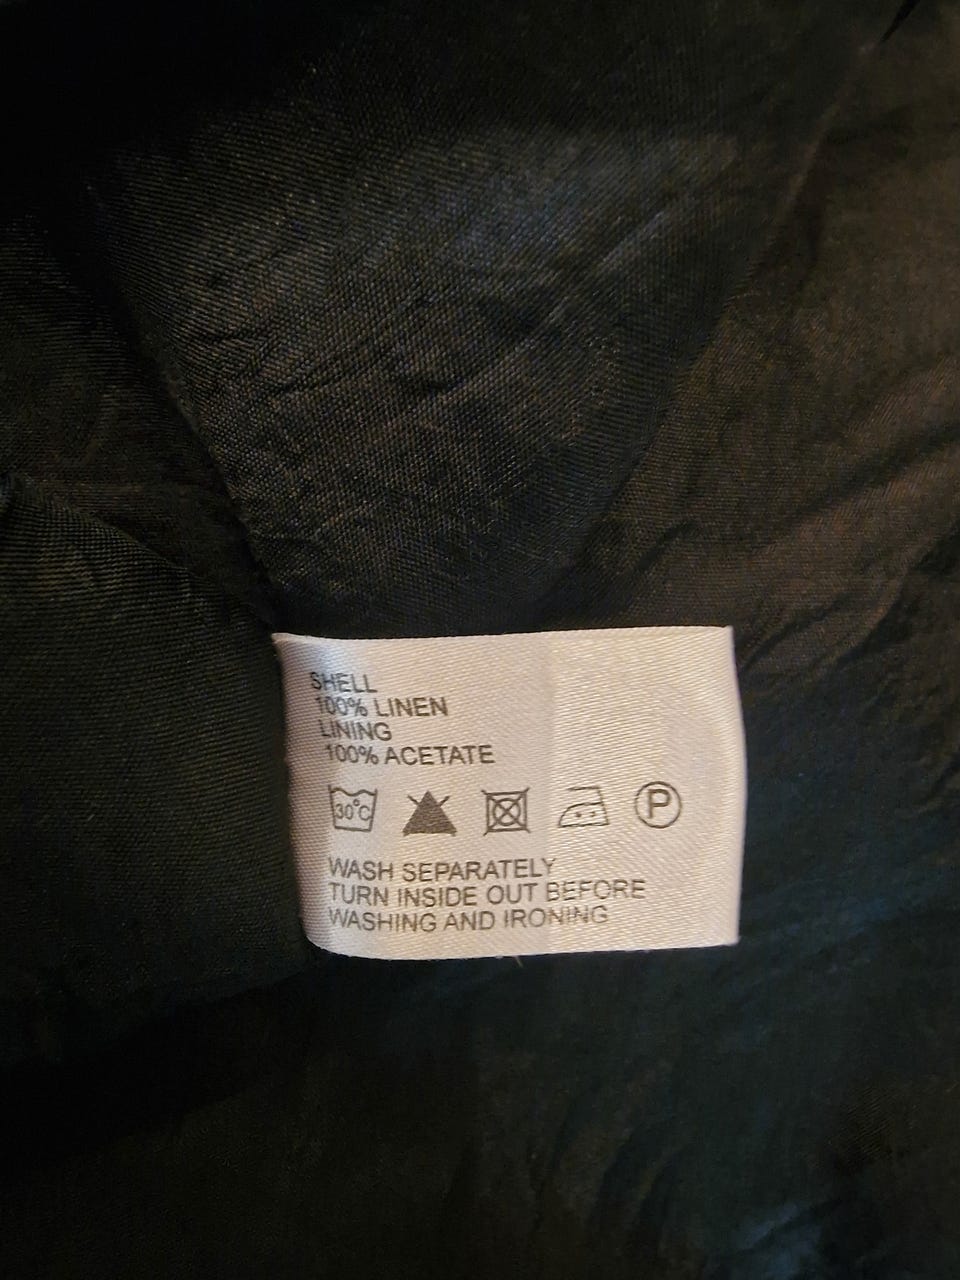 SHELL
100% LINEN
LINING
100% ACETATE
30°C P
WASH SEPARATELY
TURN INSIDE OUT BEFORE
WASHING AND IRONING